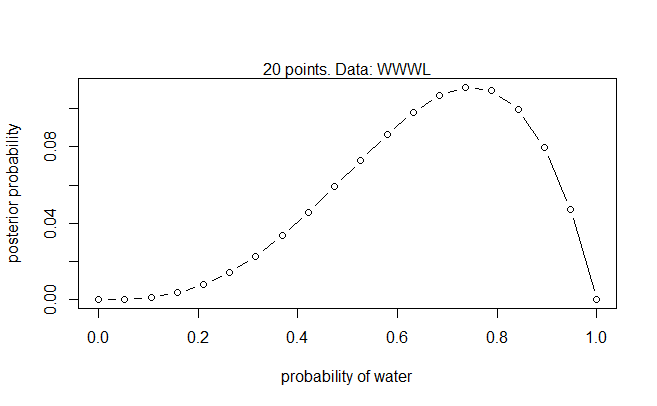 20 points. Data: WWWL
posterior probability
0.08
0.04
0.00
0.0 0.2 0.4 0.6 0.8 1.0
probability of water